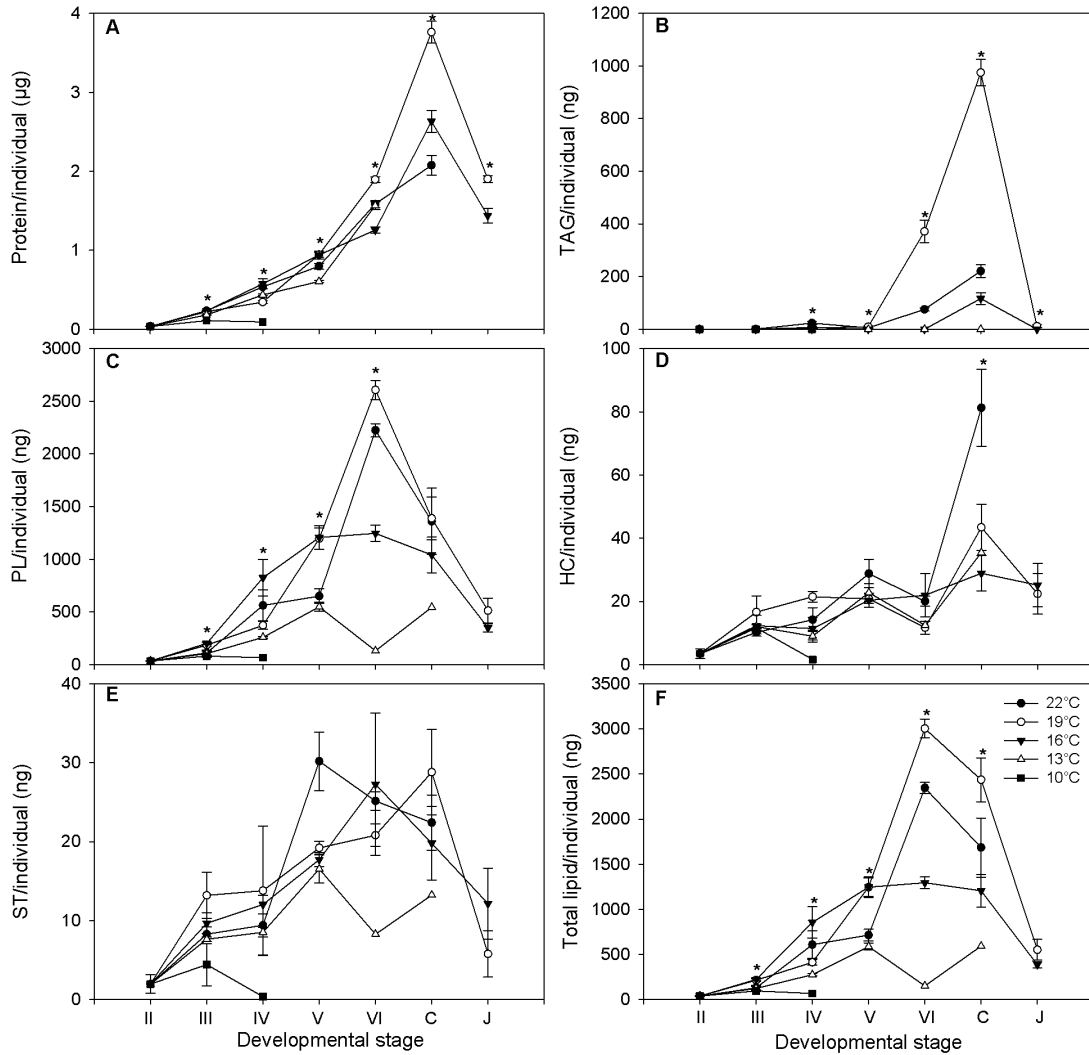 A
Protein/individual (µg)
4
3
2
1
0
* * * * * *
B
TAG/individual (ng)
1200
1000
800
600
400
200
0
* * * * *
C
PL/individual (ng)
3000
2500
2000
1500
1000
500
0
* * * *
D
HC/individual (ng)
100
80
60
40
20
0
*
E
ST/individual (ng)
40
30
20
10
0
II III IV V VI C J
Developmental stage
F
Total lipid/individual (ng)
3500
3000
2500
2000
1500
1000
500
0
* * * * *
22°C
19°C
16°C
13°C
10°C
II III IV V VI C J
Developmental stage